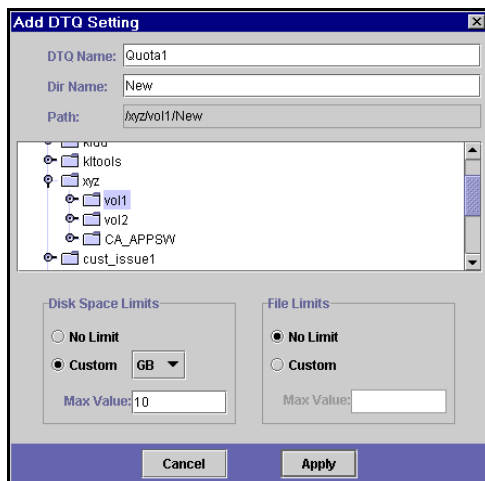 Add DTQ Setting
DTQ Name: Quota1
Dir Name: New
Path: /xyz/vol1/New
kltools
xyz
vol1
vol2
CA_APPSW
cust_issue1
Disk Space Limits File Limits
No Limit No Limit
Custom GB Custom
Max Value: 10 Max Value:
Cancel Apply